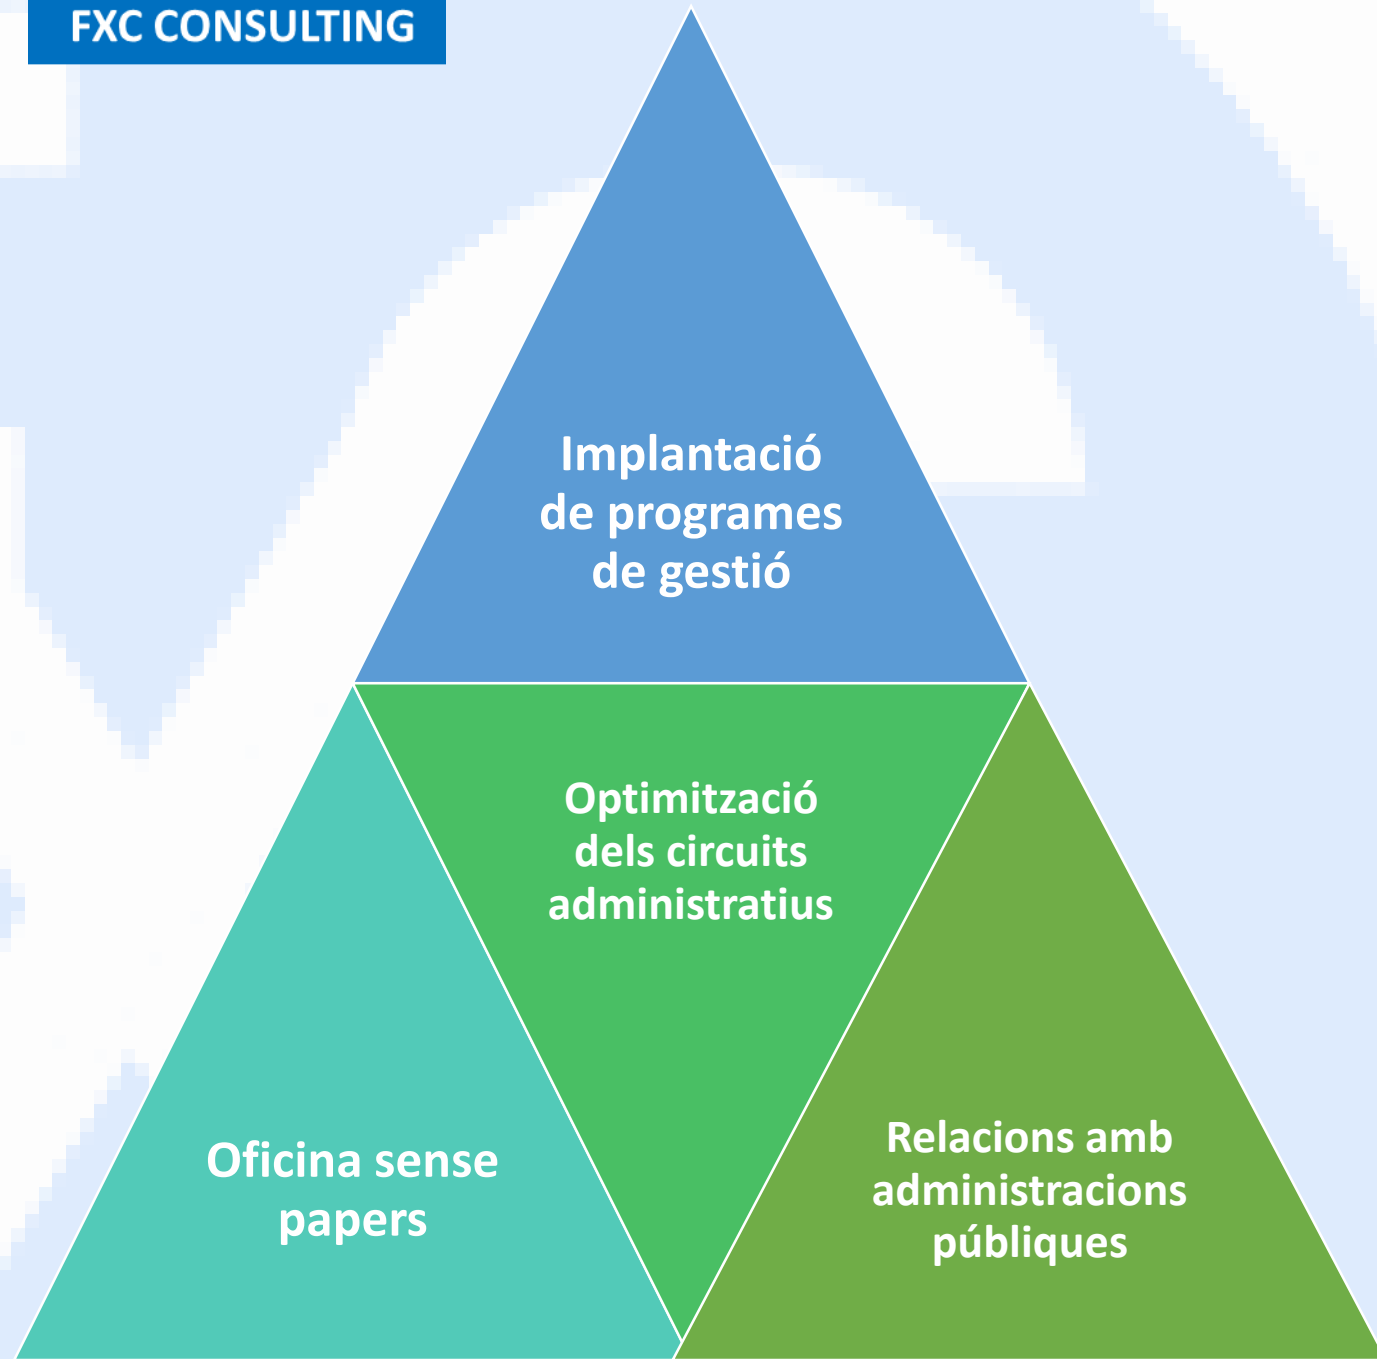 FXC CONSULTING
Implantació
de programes
de gestió
Optimització
dels circuits
administratius
Oficina sense
papers
Relacions amb
administracions
públiques